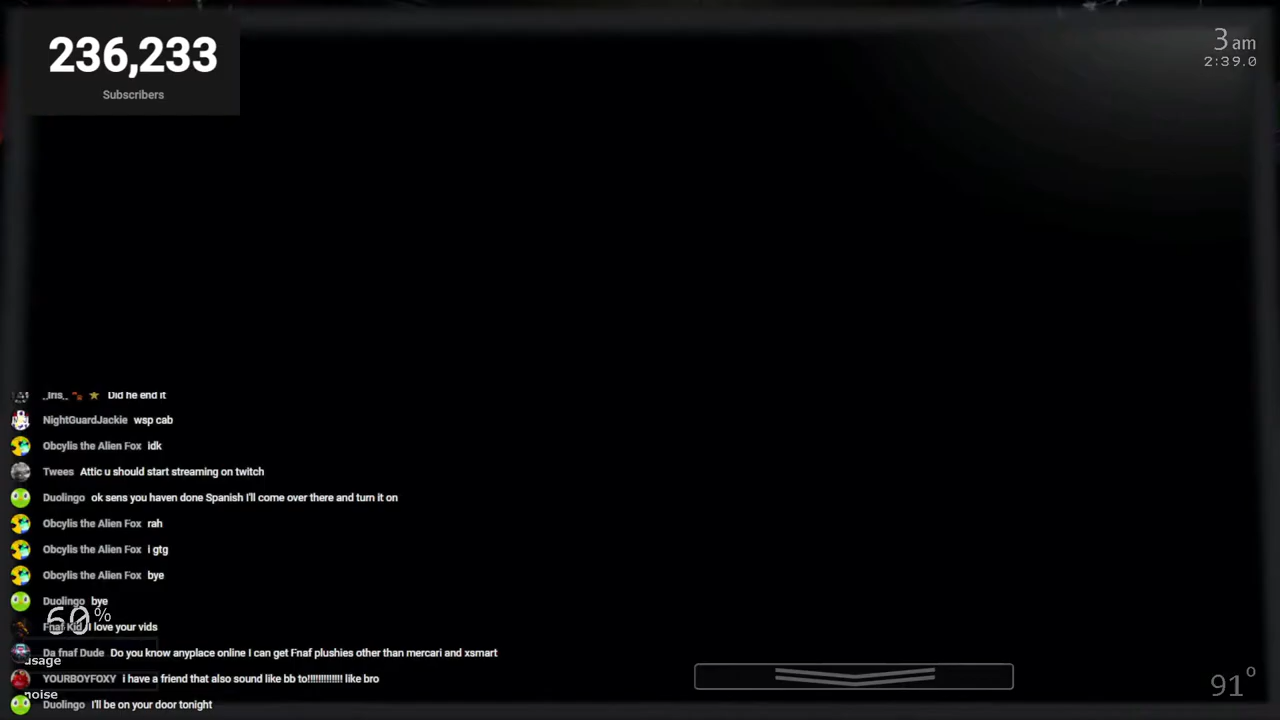 236,233
Subscribers
3 am
2:39.0
_,Iris,_ Did he end it
NightGuardJackie wsp cab
Obcylis the Alien Fox idk
Twees Attic u should start streaming on twitch
Duolingo ok sens you haven done Spanish I'll come over there and turn it on
Obcylis the Alien Fox rah
Obcylis the Alien Fox i gtg
Obcylis the Alien Fox bye
Duolingo bye
60%
Fnaf Kid I love your vids
Da fnaf Dude Do you know anyplace online I can get Fnaf plushies other than mercari and xsmart
usage
YOURBOYFOXY i have a friend that also sound like bb to!!!!!!!!!!!!! like bro
noise
91°
Duolingo I'll be on your door tonight